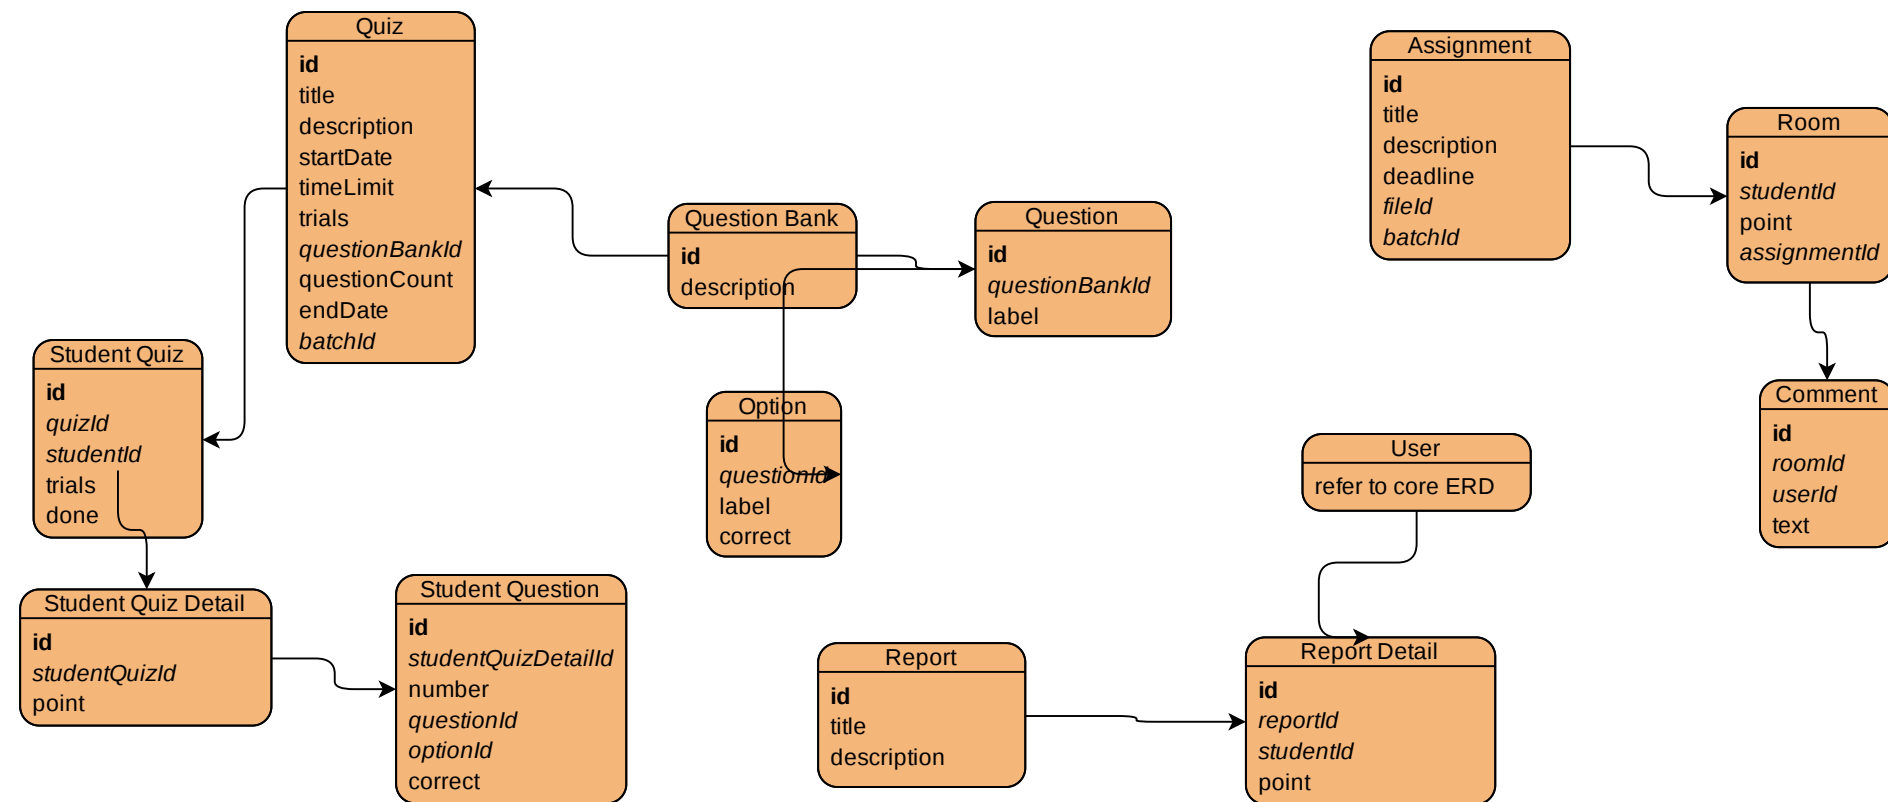 Quiz
id
title
description
startDate
timeLimit
trials
questionBankId
questionCount
endDate
batchId
Question Bank
id
description
Question
id
questionBankId
label
Option
id
questionId
label
correct
Student Quiz
id
quizId
studentId
trials
done
Student Quiz Detail
id
studentQuizId
point
Student Question
id
studentQuizDetailId
number
questionId
optionId
correct
Assignment
id
title
description
deadline
fileId
batchId
Room
id
studentId
point
assignmentId
Comment
id
roomId
userId
text
User
refer to core ERD
Report
id
title
description
Report Detail
id
reportId
studentId
point